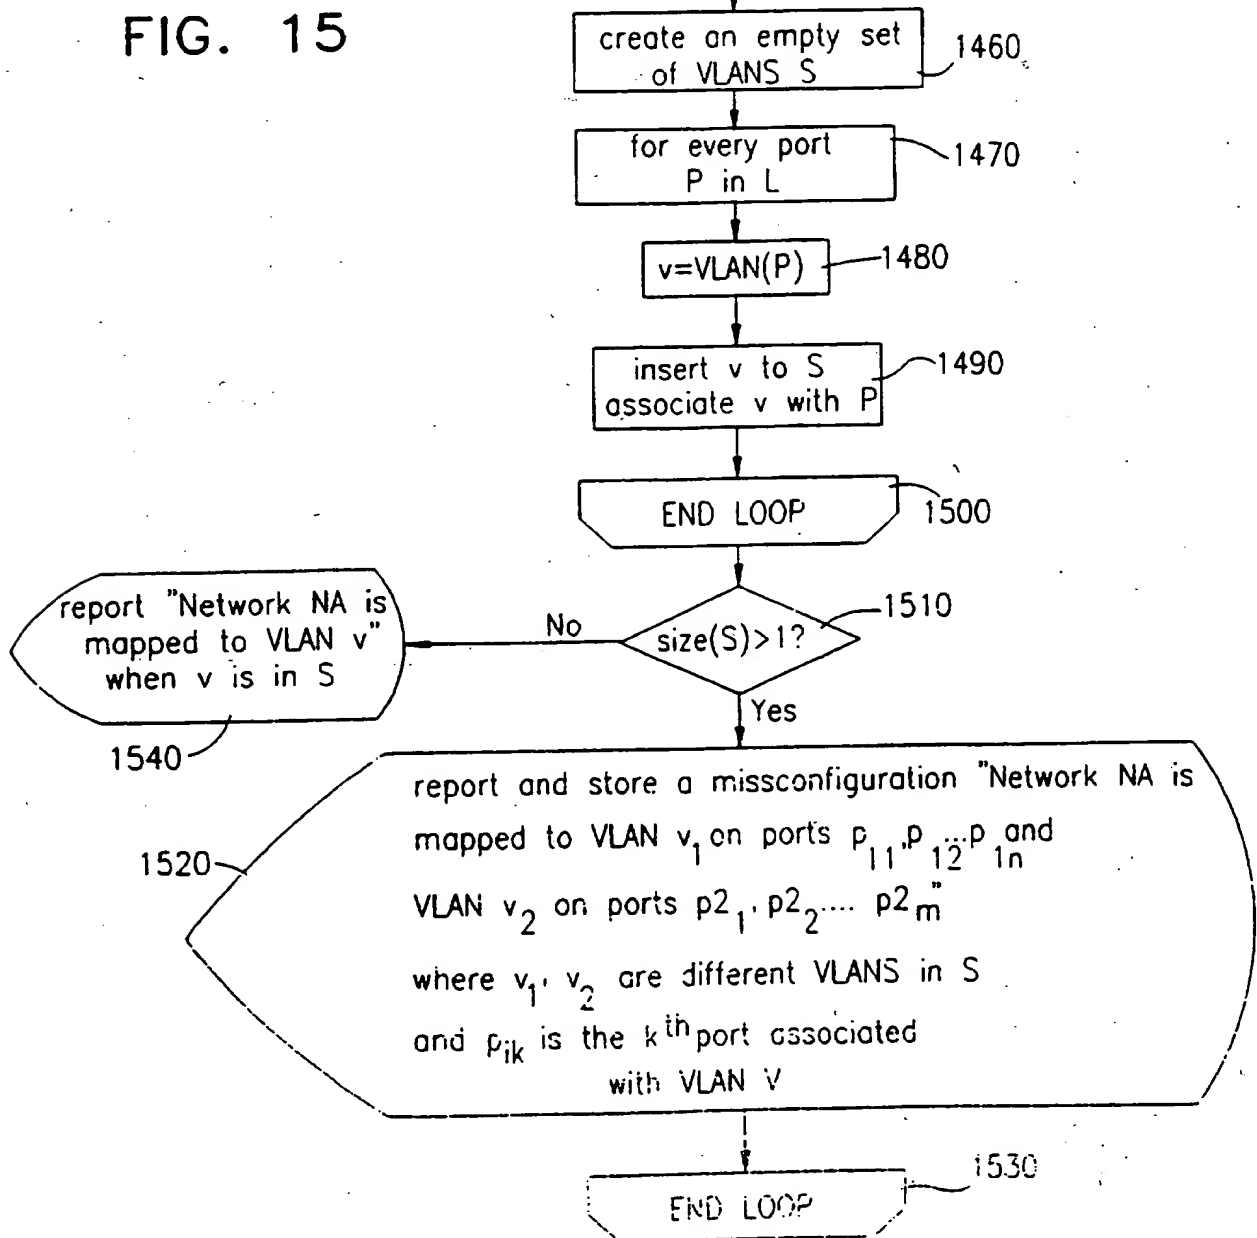 FIG. 15
create an empty set
of VLANS S
1460
for every port
P in L
1470
v=VLAN(P)
1480
insert v to S
associate v with P
1490
END LOOP
1500
size(S)>1?
1510
No
Yes
report "Network NA is
mapped to VLAN v"
when v is in S
1540
report and store a missconfiguration "Network NA is
mapped to VLAN v1 on ports p11,p12...p1n and
VLAN v2 on ports p21, p22.... p2m"
where v1, v2 are different VLANS in S
and pik is the kth port associated
with VLAN V
1520
END LOOP
1530